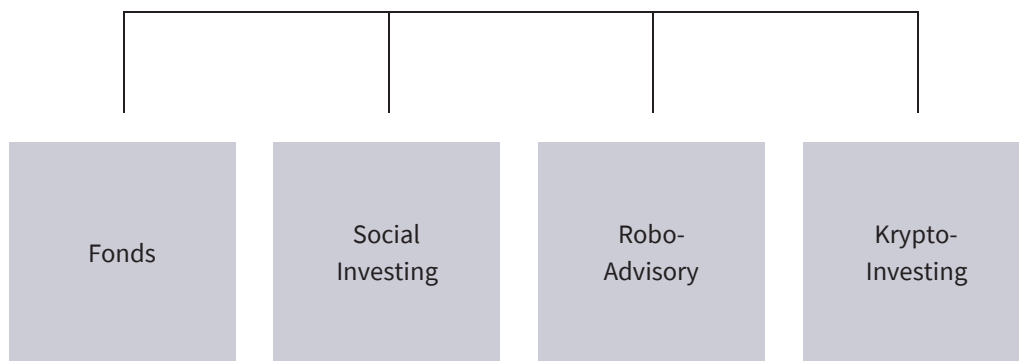 Fonds
Social
Investing
Robo-
Advisory
Krypto-
Investing